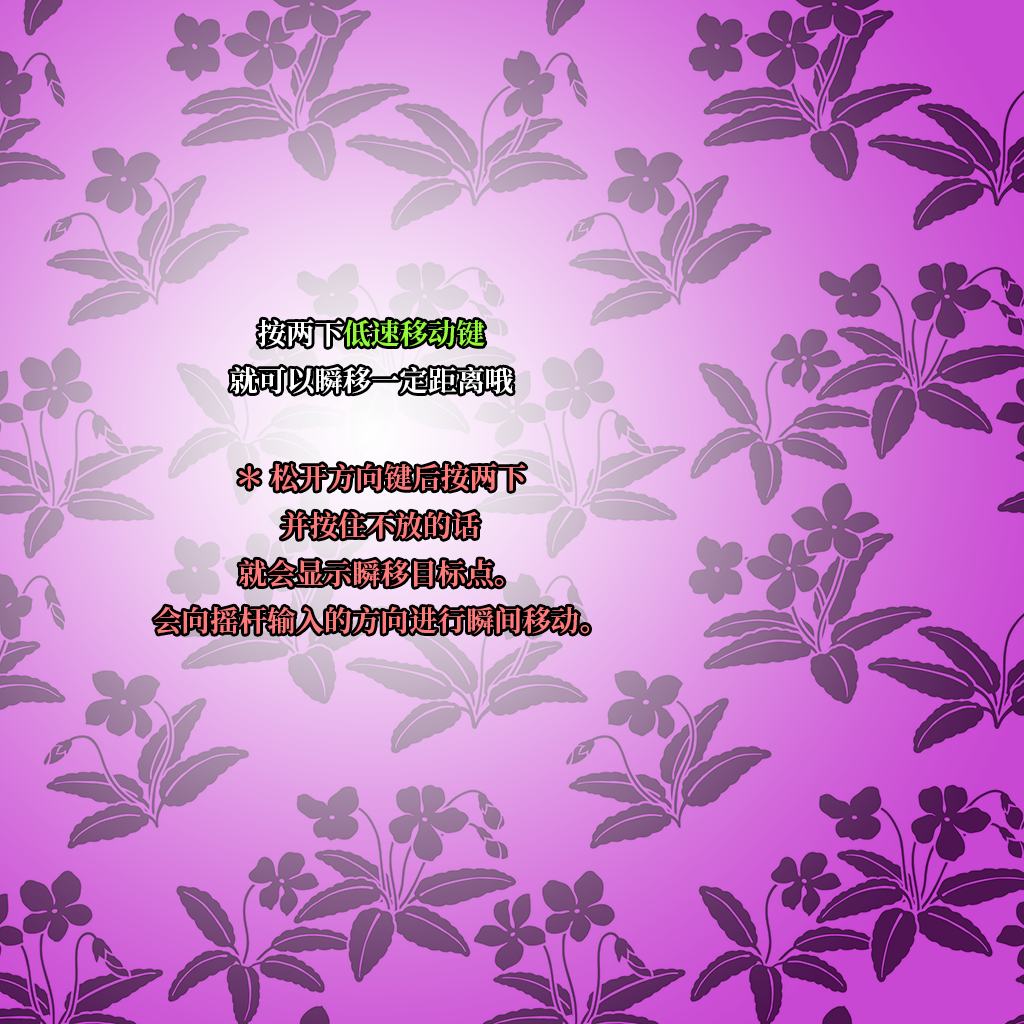 按两下低速移动键
就可以瞬移一定距离哦
＊ 松开方向键后按两下
并按住不放的话
就会显示瞬移目标点。
会向摇杆输入的方向进行瞬间移动。